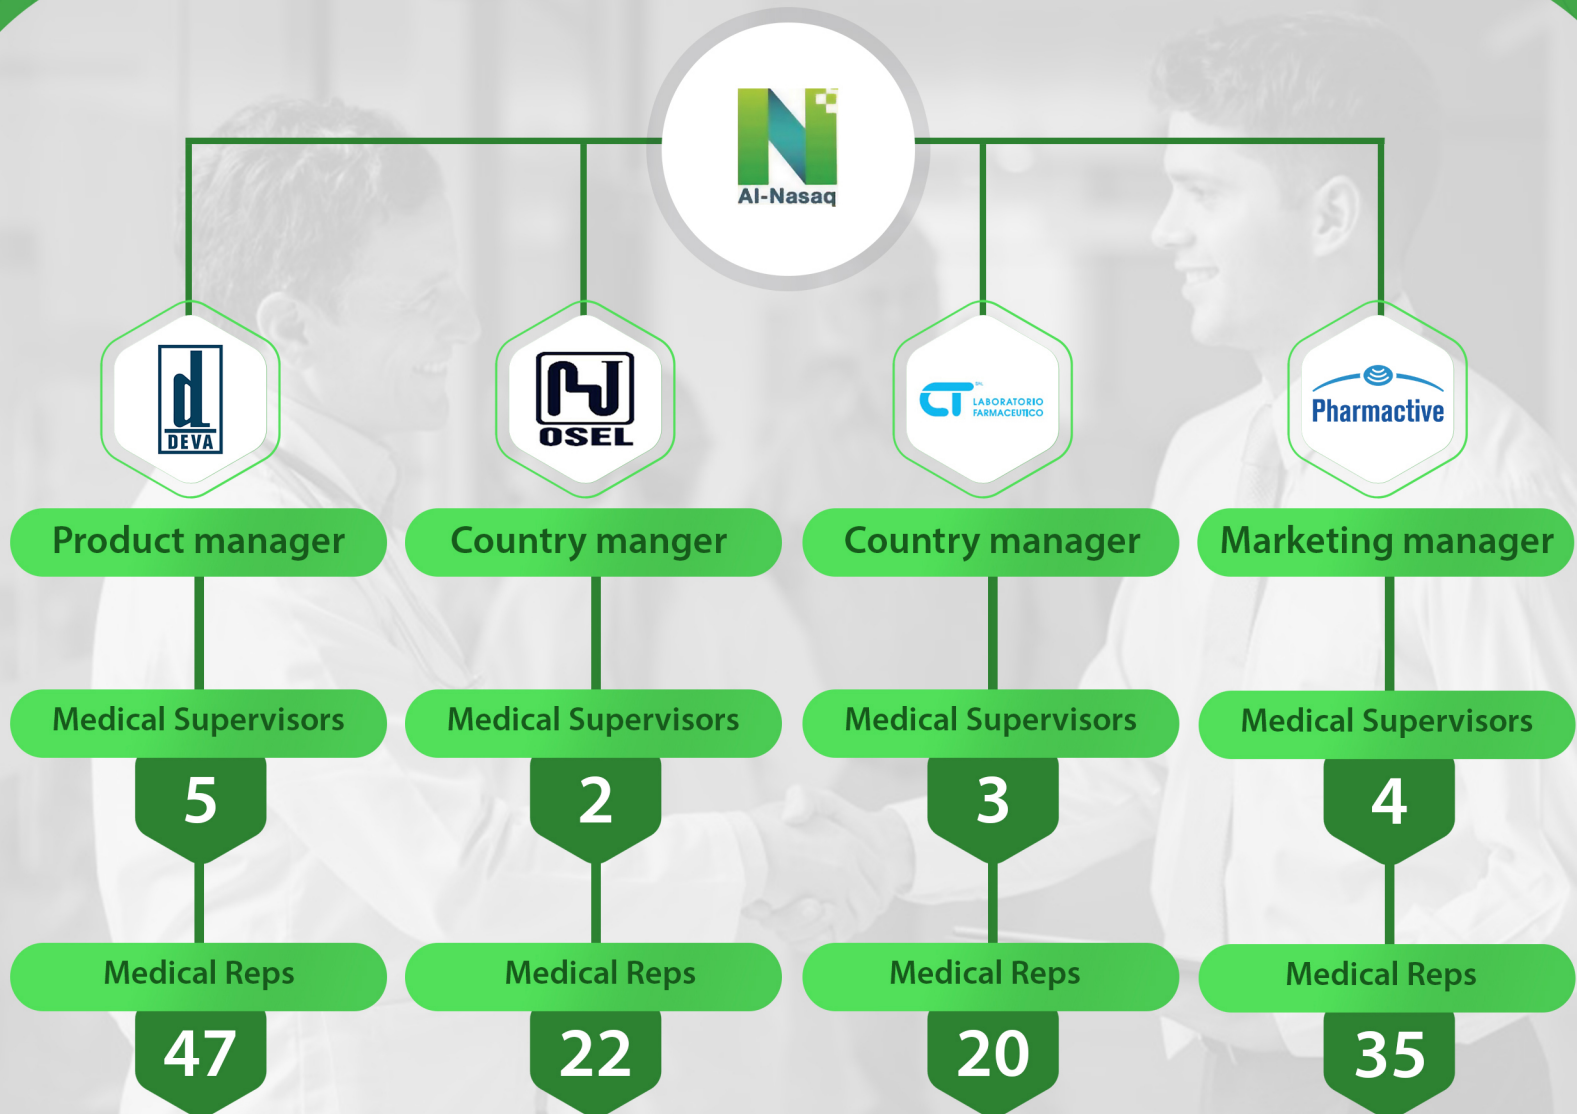 N
Al-Nasaq
d
DEVA
OSEL
CT
LABORATORIO
FARMACEUTICO
Pharmactive
Product manager
Country manger
Country manager
Marketing manager
Medical Supervisors
Medical Supervisors
Medical Supervisors
Medical Supervisors
5
2
3
4
Medical Reps
Medical Reps
Medical Reps
Medical Reps
47
22
20
35